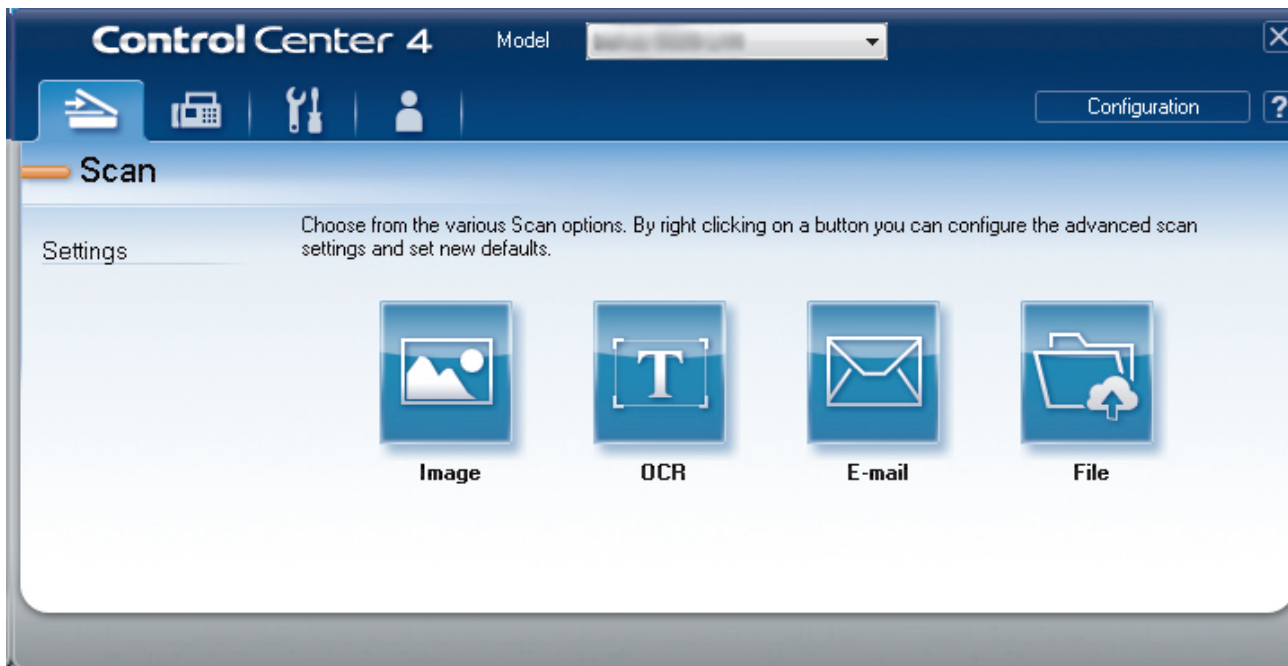 Control Center 4
Model
Configuration
?
Scan
Settings
Choose from the various Scan options. By right clicking on a button you can configure the advanced scan
settings and set new defaults.
T
Image
OCR
E-mail
File